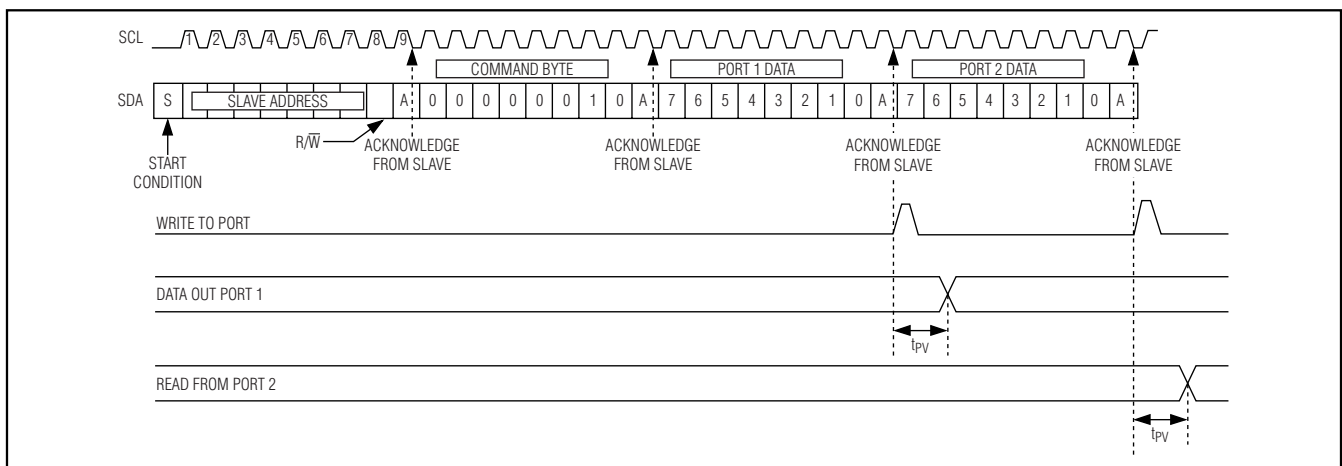 SCL 1 2 3 4 5 6 7 8 9
COMMAND BYTE PORT 1 DATA PORT 2 DATA
SDA S SLAVE ADDRESS A 0 0 0 0 0 0 1 0 A 7 6 5 4 3 2 1 0 A 7 6 5 4 3 2 1 0 A
R/W̅
START
CONDITION
ACKNOWLEDGE
FROM SLAVE
ACKNOWLEDGE
FROM SLAVE
ACKNOWLEDGE
FROM SLAVE
ACKNOWLEDGE
FROM SLAVE
WRITE TO PORT
DATA OUT PORT 1
tPV
READ FROM PORT 2
tPV